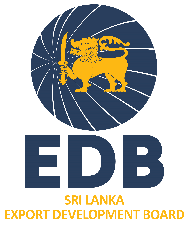 EDB
SRI LANKA
EXPORT DEVELOPMENT BOARD